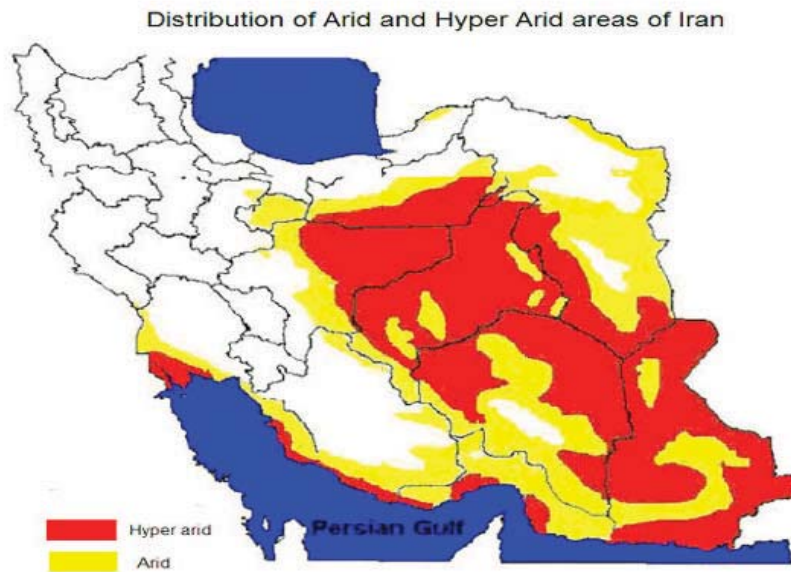 Distribution of Arid and Hyper Arid areas of Iran
Persian Gulf
Hyper arid
Arid